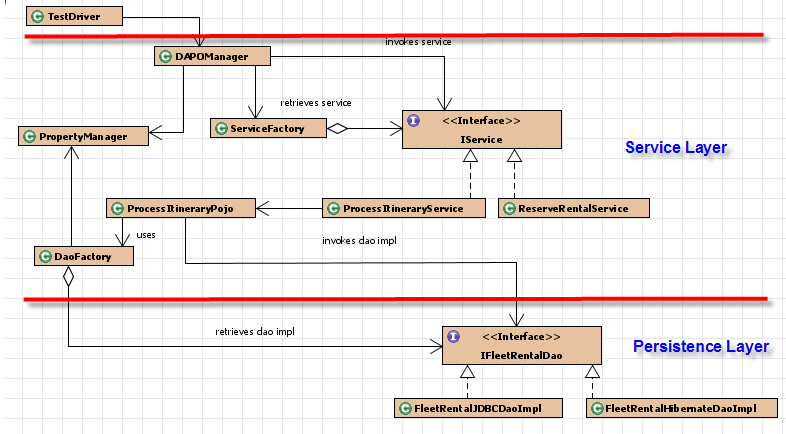 TestDriver
invokes service
DAPOManager
retrieves service
<<Interface>>
IService
ServiceFactory
PropertyManager
Service Layer
ProcessItineraryPojo
ProcessItineraryService
ReserveRentalService
uses
invokes dao impl
DaoFactory
retrieves dao impl
<<Interface>>
IFleetRentalDao
Persistence Layer
FleetRentalJDBCDaoImpl
FleetRentalHibernateDaoImpl